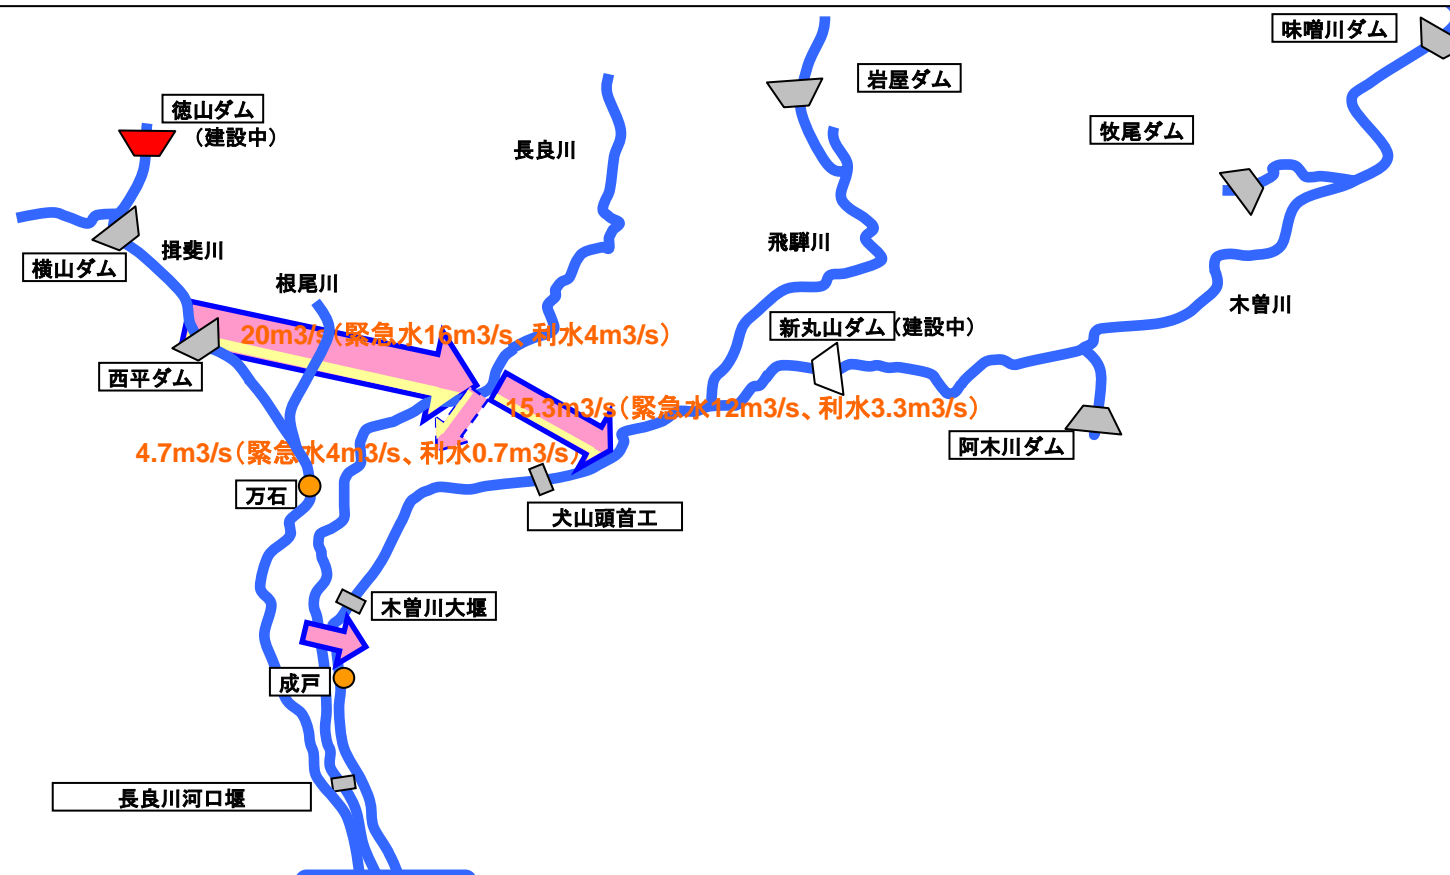 味噌川ダム
岩屋ダム
徳山ダム
（建設中）
牧尾ダム
長良川
揖斐川
飛騨川
横山ダム
根尾川
木曽川
20m3/s（緊急水16m3/s、利水4m3/s）
新丸山ダム（建設中）
西平ダム
15.3m3/s（緊急水12m3/s、利水3.3m3/s）
阿木川ダム
4.7m3/s（緊急水4m3/s、利水0.7m3/s）
万石
犬山頭首工
木曽川大堰
成戸
長良川河口堰